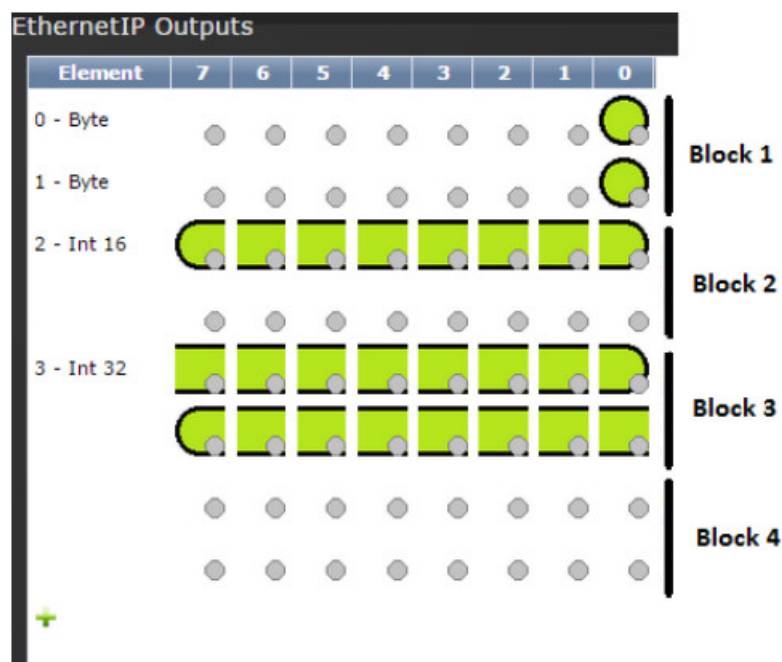 EthernetIP Outputs
Element 7 6 5 4 3 2 1 0
0 - Byte
Block 1
1 - Byte
2 - Int 16
Block 2
3 - Int 32
Block 3
Block 4